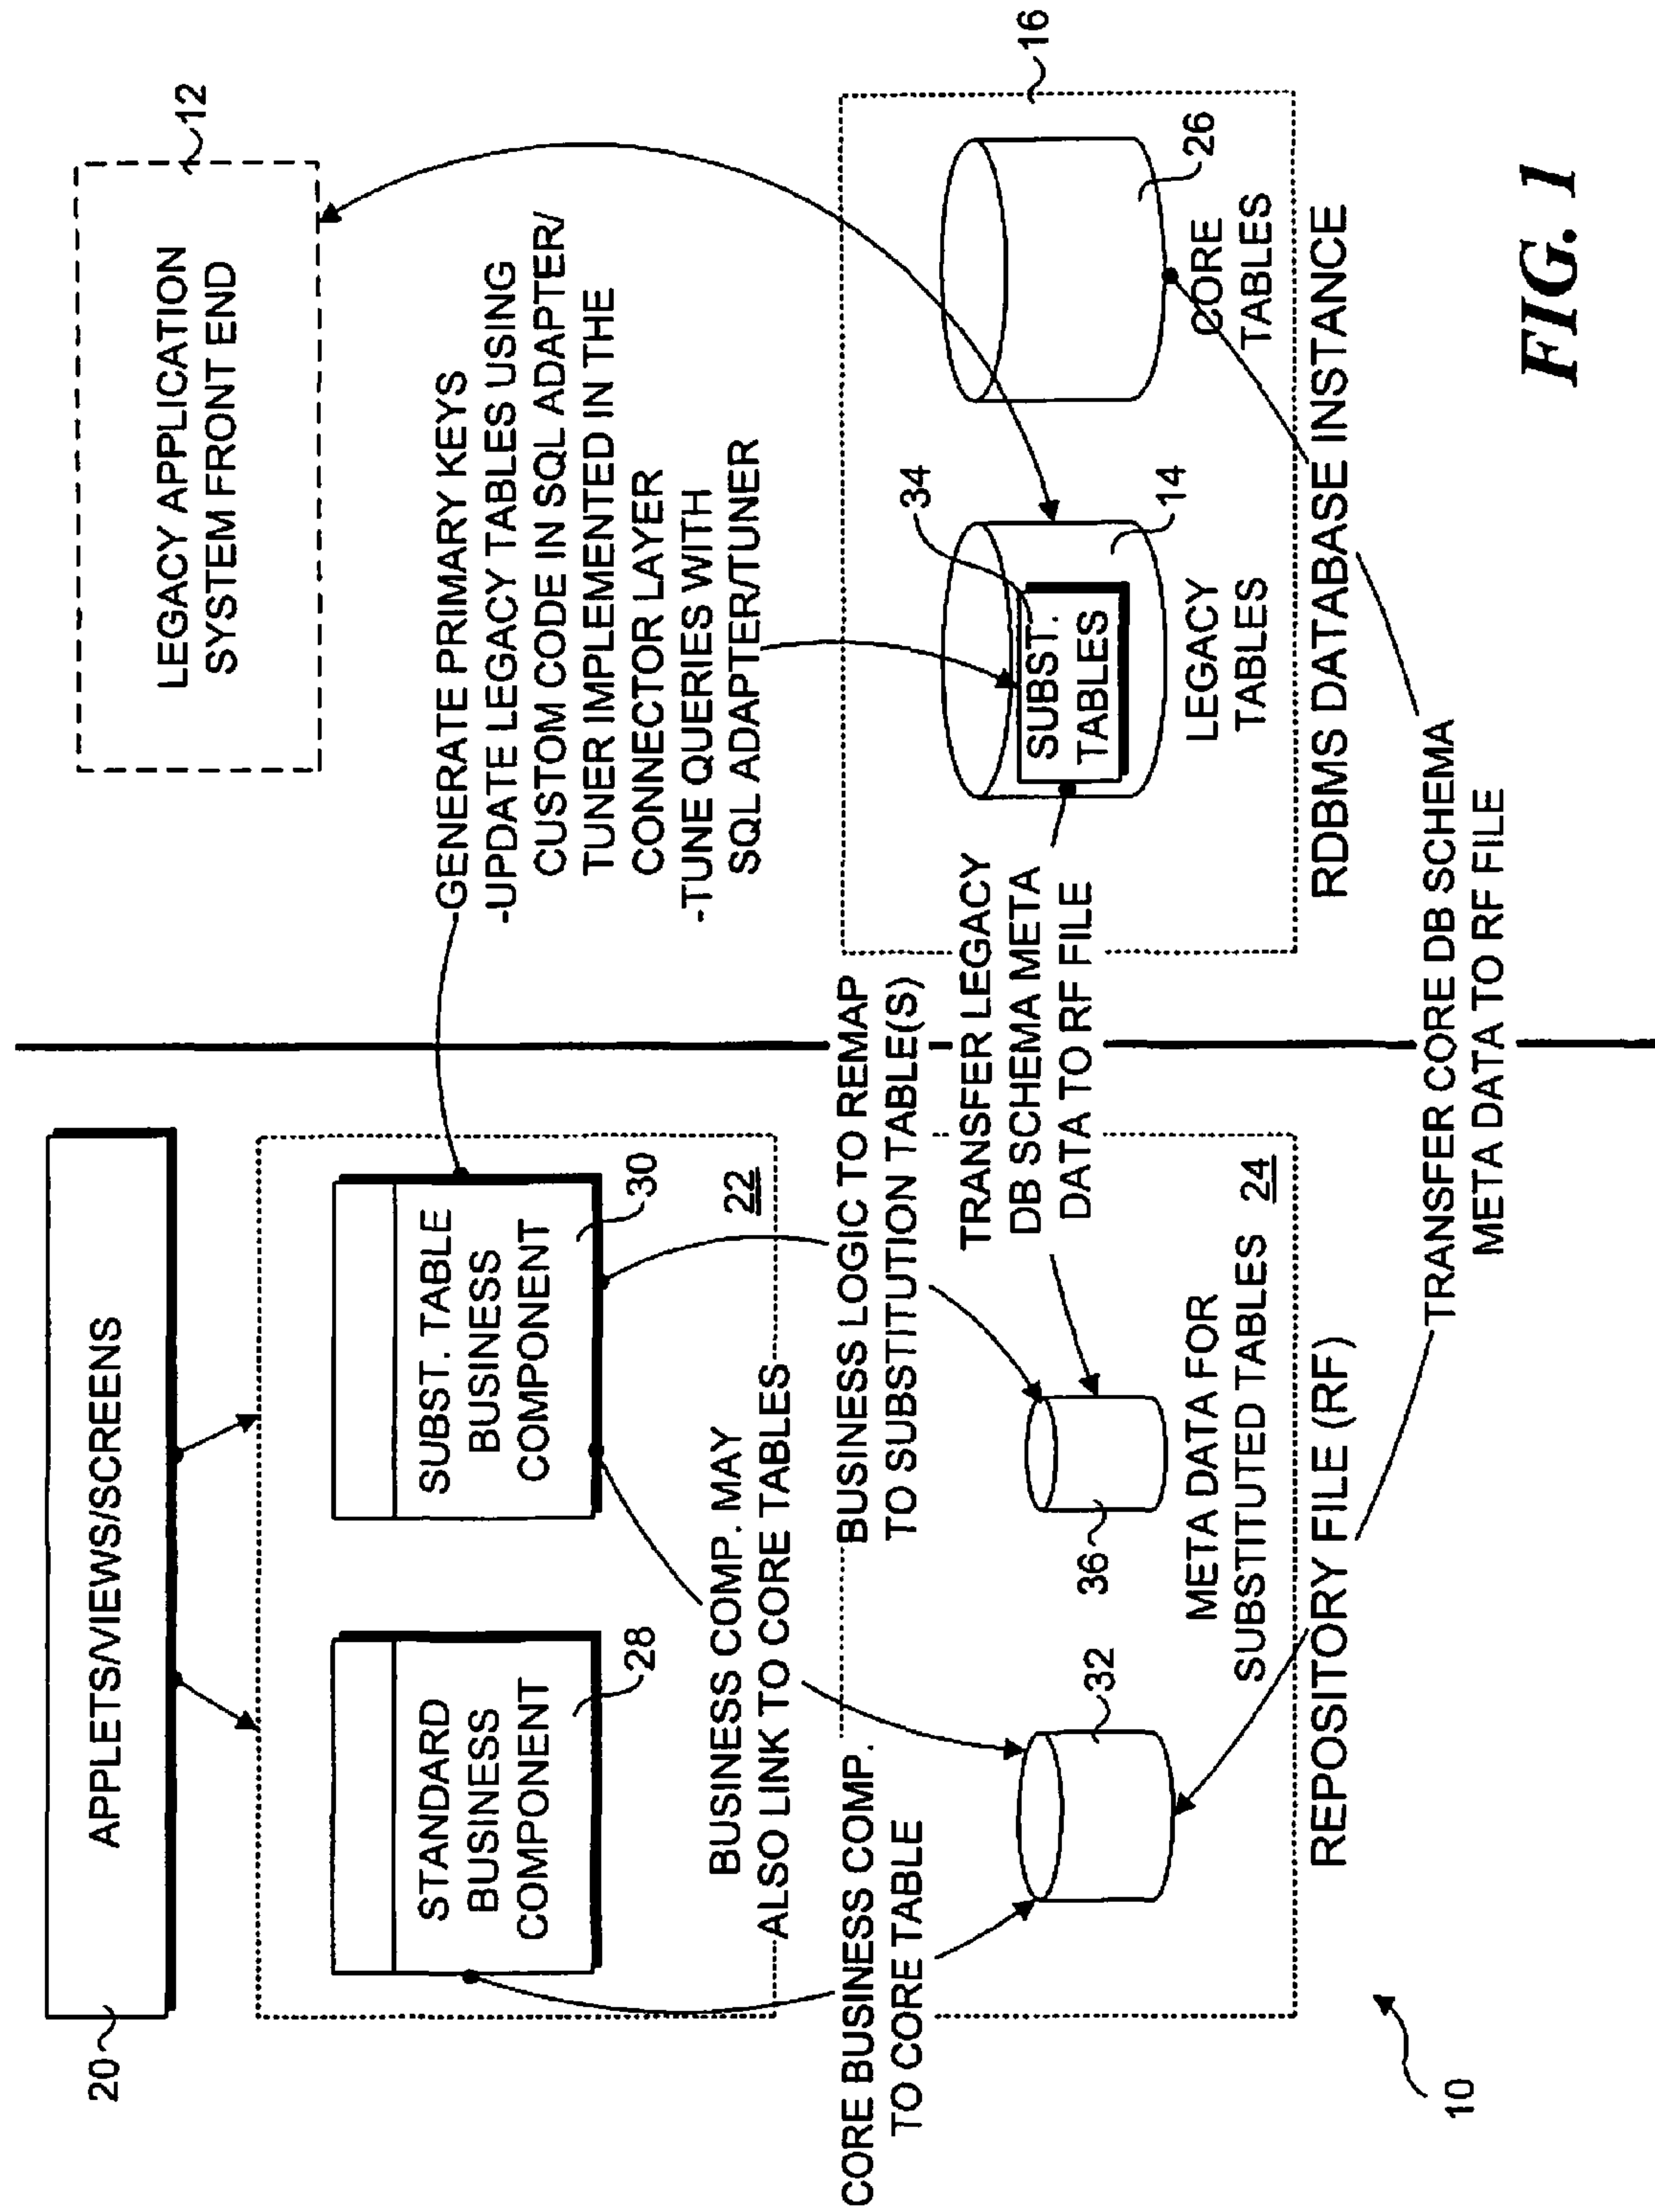 20
APPLETS/VIEWS/SCREENS
LEGACY APPLICATION
SYSTEM FRONT END
12
STANDARD
BUSINESS
COMPONENT
28
SUBST. TABLE
BUSINESS
COMPONENT
30
22
-GENERATE PRIMARY KEYS
-UPDATE LEGACY TABLES USING
CUSTOM CODE IN SQL ADAPTER/
TUNER IMPLEMENTED IN THE
CONNECTOR LAYER
-TUNE QUERIES WITH
SQL ADAPTER/TUNER
BUSINESS COMP. MAY
ALSO LINK TO CORE TABLES
CORE BUSINESS COMP.
TO CORE TABLE
BUSINESS LOGIC TO REMAP
TO SUBSTITUTION TABLE(S)
TRANSFER LEGACY
DB SCHEMA META
DATA TO RF FILE
32
36
META DATA FOR
SUBSTITUTED TABLES
24
REPOSITORY FILE (RF)
34
SUBST.
TABLES
14
LEGACY
TABLES
26
CORE
TABLES
16
RDBMS DATABASE INSTANCE
TRANSFER CORE DB SCHEMA
META DATA TO RF FILE
10
FIG. 1